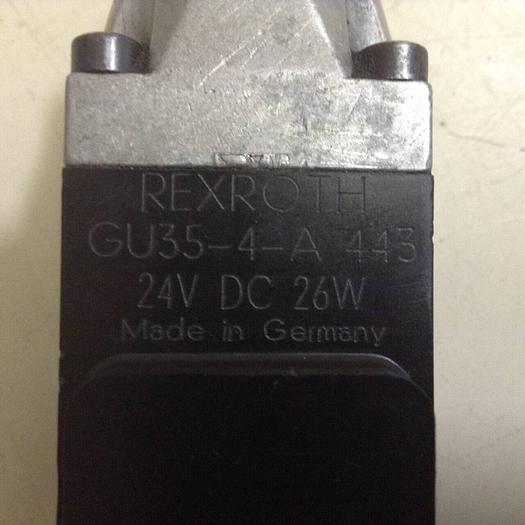 REXROTH
GU35-4-A 443
24V DC 26W
Made in Germany